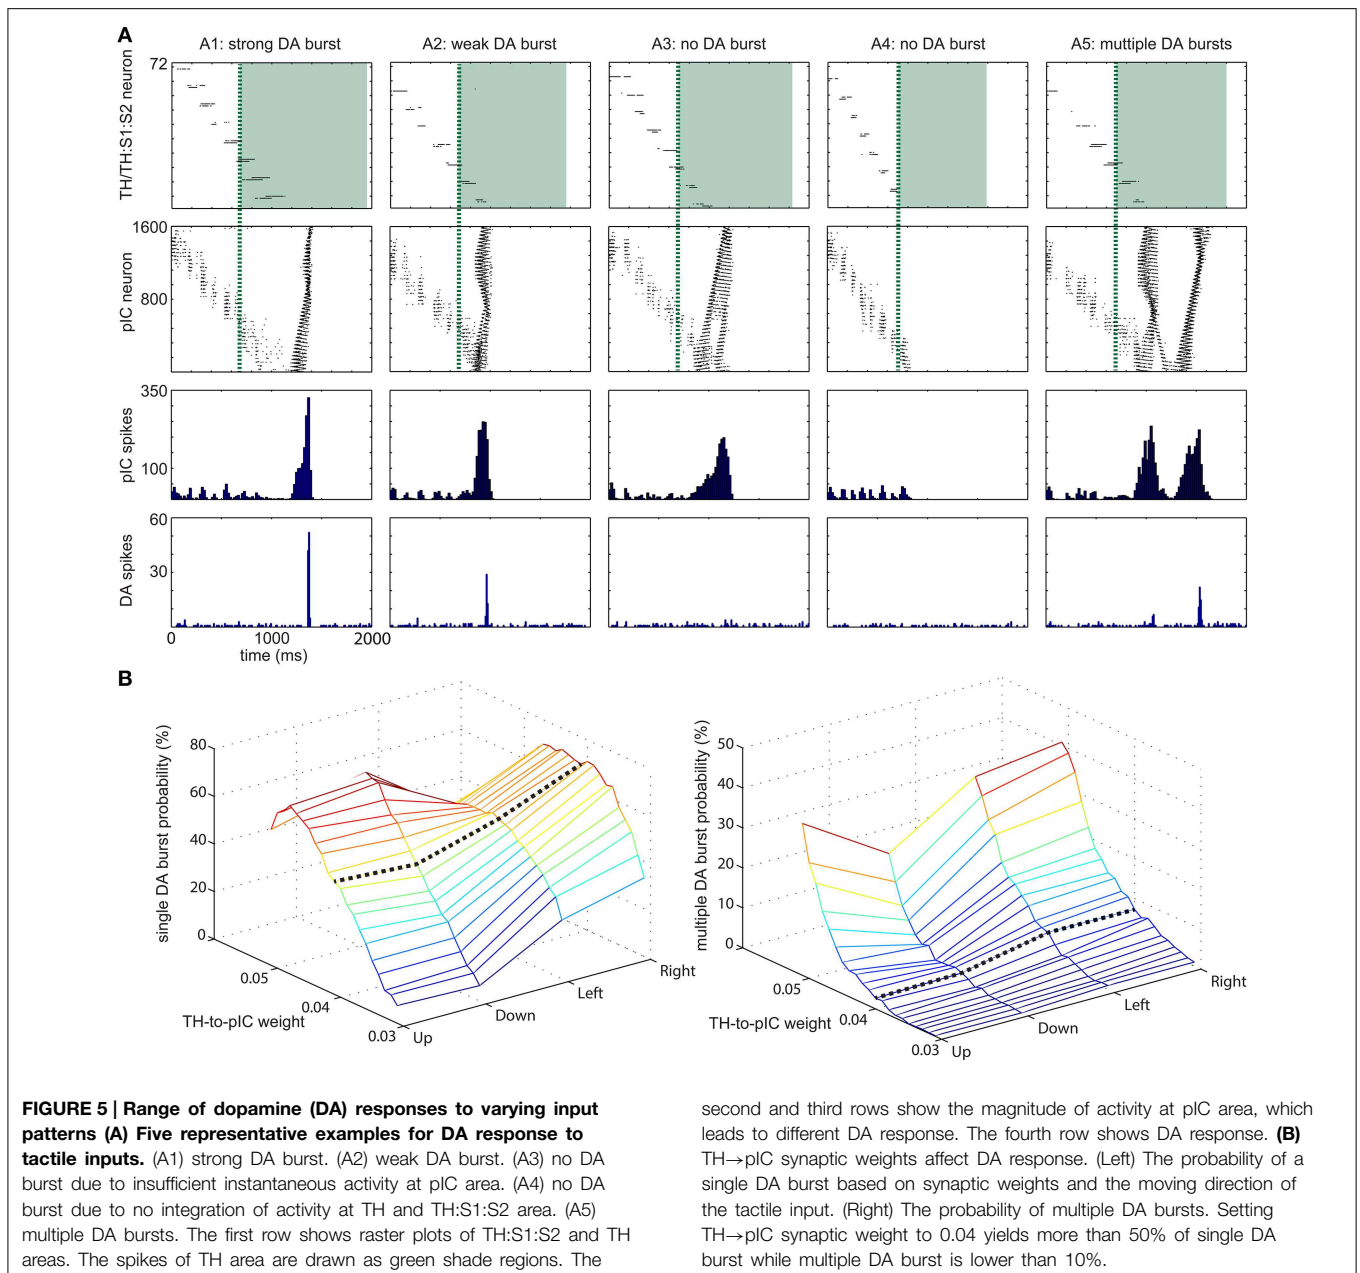 A
A1: strong DA burst
A2: weak DA burst
A3: no DA burst
A4: no DA burst
A5: muttiple DA bursts
TH/TH:S1:S2 neuron
72
pIC neuron
1600
800
pIC spikes
350
100
DA spikes
60
30
0
1000
2000
time (ms)
B
single DA burst probability (%)
80
60
40
20
0
0.05
0.04
0.03
TH-to-pIC weight
Up
Down
Left
Right
multiple DA burst probability (%)
50
40
30
20
10
0
0.05
0.04
0.03
TH-to-pIC weight
Up
Down
Left
Right
FIGURE 5 | Range of dopamine (DA) responses to varying input
patterns (A) Five representative examples for DA response to
tactile inputs. (A1) strong DA burst. (A2) weak DA burst. (A3) no DA
burst due to insufficient instantaneous activity at pIC area. (A4) no DA
burst due to no integration of activity at TH and TH:S1:S2 area. (A5)
multiple DA bursts. The first row shows raster plots of TH:S1:S2 and TH
areas. The spikes of TH area are drawn as green shade regions. The
second and third rows show the magnitude of activity at pIC area, which
leads to different DA response. The fourth row shows DA response. (B)
TH→pIC synaptic weights affect DA response. (Left) The probability of a
single DA burst based on synaptic weights and the moving direction of
the tactile input. (Right) The probability of multiple DA bursts. Setting
TH→pIC synaptic weight to 0.04 yields more than 50% of single DA
burst while multiple DA burst is lower than 10%.